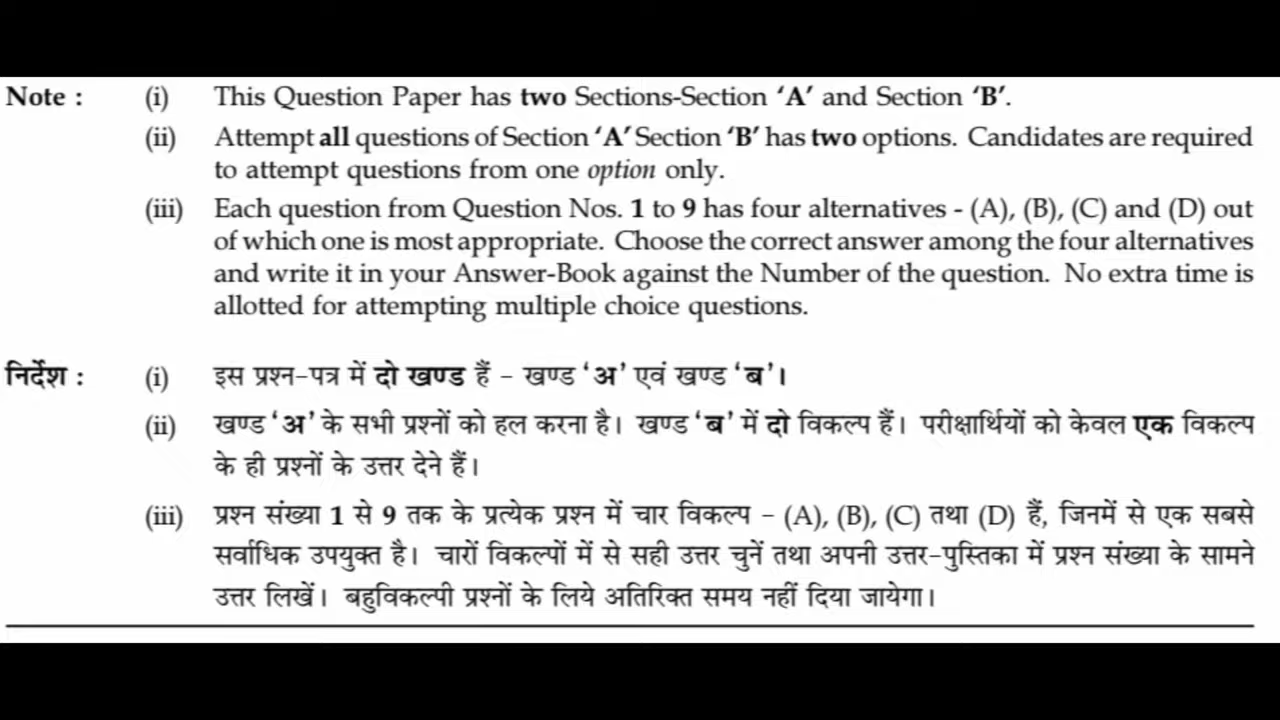 Note : (i) This Question Paper has two Sections-Section ‘A’ and Section ‘B’.
(ii) Attempt all questions of Section ‘A’ Section ‘B’ has two options. Candidates are required
to attempt questions from one option only.
(iii) Each question from Question Nos. 1 to 9 has four alternatives - (A), (B), (C) and (D) out
of which one is most appropriate. Choose the correct answer among the four alternatives
and write it in your Answer-Book against the Number of the question. No extra time is
allotted for attempting multiple choice questions.
निर्देश : (i) इस प्रश्न-पत्र में दो खण्ड हैं - खण्ड ‘अ’ एवं खण्ड ‘ब’।
(ii) खण्ड ‘अ’ के सभी प्रश्नों को हल करना है। खण्ड ‘ब’ में दो विकल्प हैं। परीक्षार्थियों को केवल एक विकल्प
के ही प्रश्नों के उत्तर देने हैं।
(iii) प्रश्न संख्या 1 से 9 तक के प्रत्येक प्रश्न में चार विकल्प - (A), (B), (C) तथा (D) हैं, जिनमें से एक सबसे
सर्वाधिक उपयुक्त है। चारों विकल्पों में से सही उत्तर चुनें तथा अपनी उत्तर-पुस्तिका में प्रश्न संख्या के सामने
उत्तर लिखें। बहुविकल्पी प्रश्नों के लिये अतिरिक्त समय नहीं दिया जायेगा।